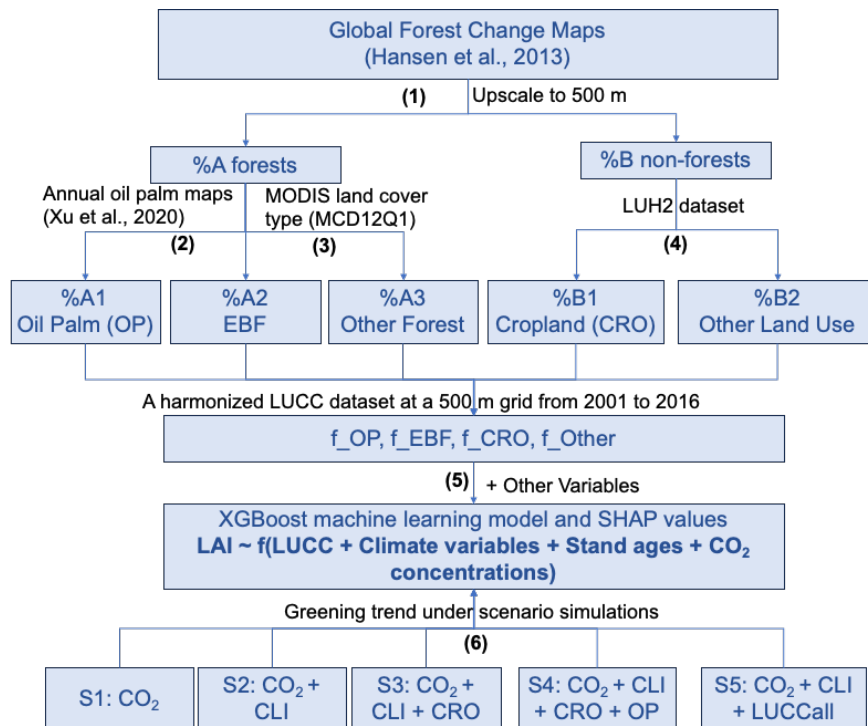 Global Forest Change Maps
(Hansen et al., 2013)
(1)
Upscale to 500 m
%A forests
%B non-forests
Annual oil palm maps
(Xu et al., 2020)
MODIS land cover
type (MCD12Q1)
LUH2 dataset
(2)
(3)
(4)
%A1
Oil Palm (OP)
%A2
EBF
%A3
Other Forest
%B1
Cropland (CRO)
%B2
Other Land Use
A harmonized LUCC dataset at a 500 m grid from 2001 to 2016
f_OP, f_EBF, f_CRO, f_Other
(5)
+ Other Variables
XGBoost machine learning model and SHAP values
LAI ~ f(LUCC + Climate variables + Stand ages + CO₂
concentrations)
Greening trend under scenario simulations
(6)
S1: CO₂
S2: CO₂ +
CLI
S3: CO₂ +
CLI + CRO
S4: CO₂ + CLI
+ CRO + OP
S5: CO₂ + CLI
+ LUCCall